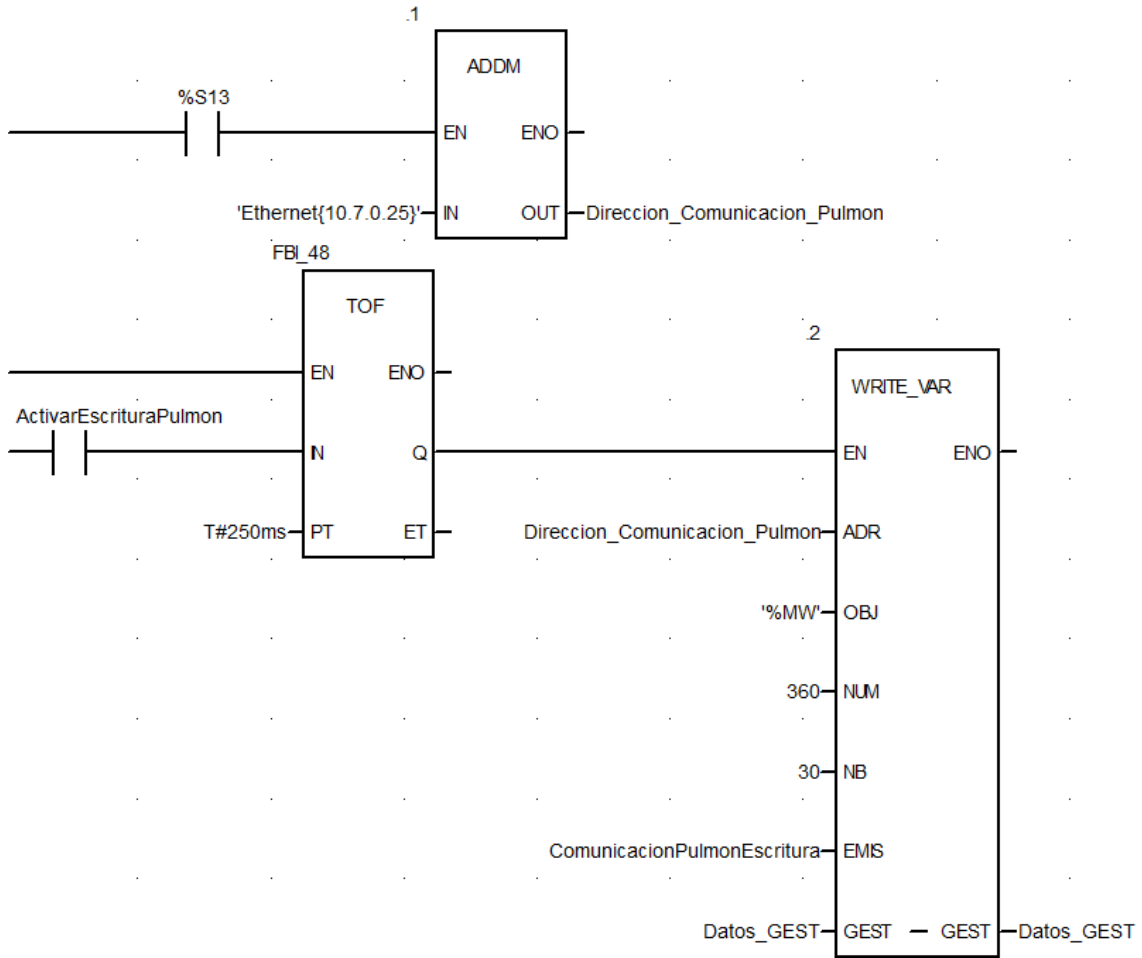 .1
ADDM
%S13
EN ENO
'Ethernet{10.7.0.25}' IN OUT Direccion_Comunicacion_Pulmon
FBI_48
TOF
.2
WRITE_VAR
EN ENO
ActivarEscrituraPulmon
IN Q
EN ENO
T#250ms PT ET
Direccion_Comunicacion_Pulmon ADR
'%MW' OBJ
360 NUM
30 NB
ComunicacionPulmonEscritura EMIS
Datos_GEST GEST GEST Datos_GEST